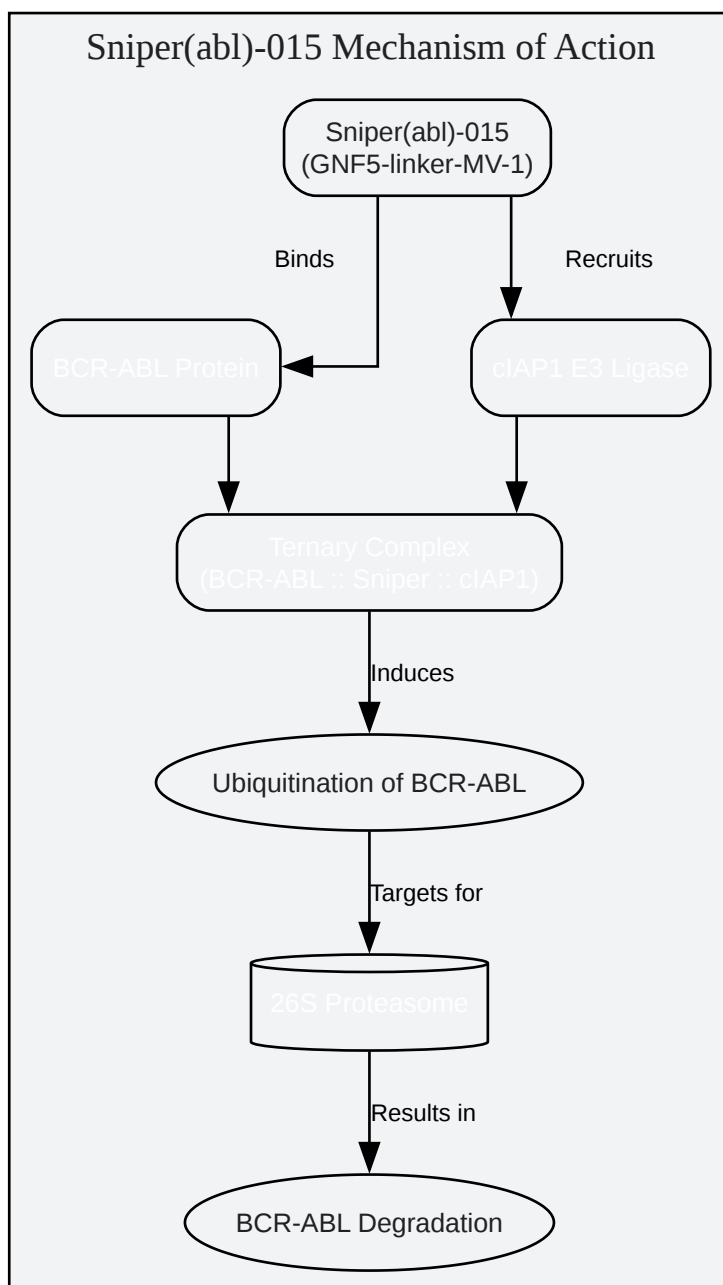 Sniper(abl)-015 Mechanism of Action
Sniper(abl)-015
(GNF5-linker-MV-1)
Binds
Recruits
BCR-ABL Protein
cIAP1 E3 Ligase
Ternary Complex
(BCR-ABL :: Sniper :: cIAP1)
Induces
Ubiquitination of BCR-ABL
Targets for
26S Proteasome
Results in
BCR-ABL Degradation